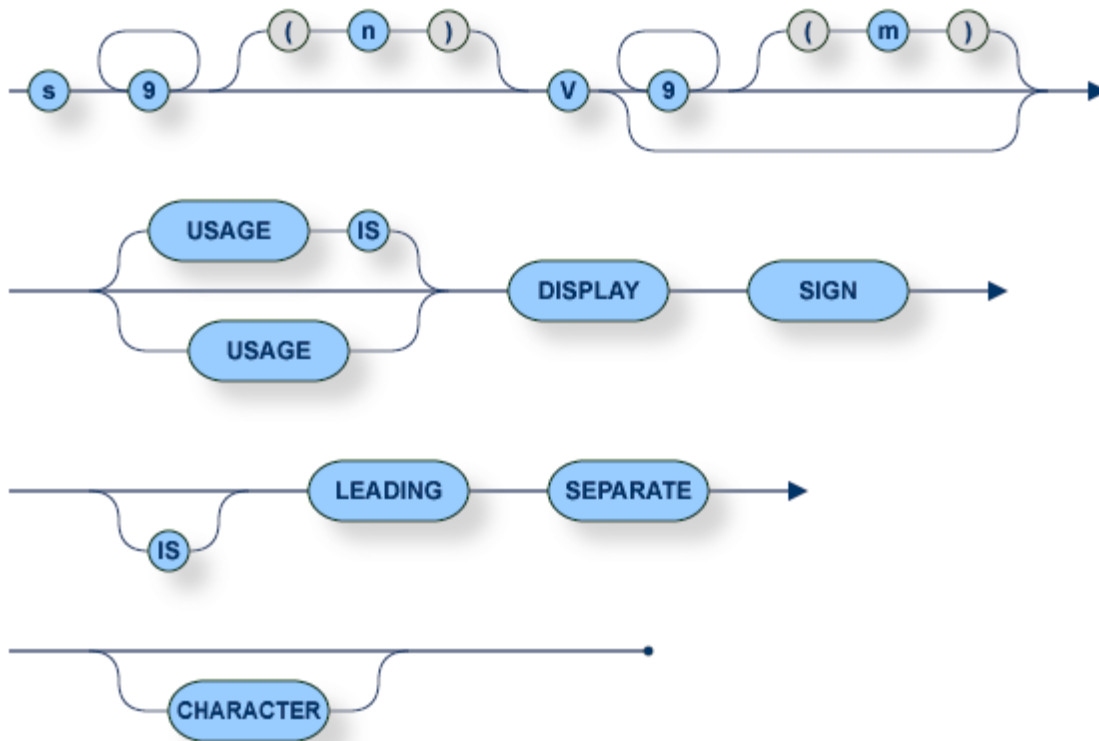 ( n ) ( m )
s 9 V 9
USAGE IS
DISPLAY SIGN
USAGE
LEADING SEPARATE
IS
CHARACTER